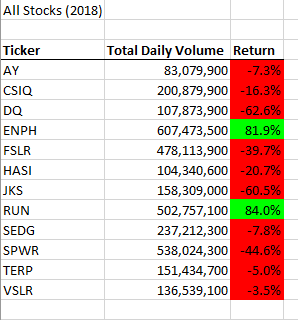 All Stocks (2018)
Ticker Total Daily Volume Return
AY 83,079,900 -7.3%
CSIQ 200,879,900 -16.3%
DQ 107,873,900 -62.6%
ENPH 607,473,500 81.9%
FSLR 478,113,900 -39.7%
HASI 104,340,600 -20.7%
JKS 158,309,000 -60.5%
RUN 502,757,100 84.0%
SEDG 237,212,300 -7.8%
SPWR 538,024,300 -44.6%
TERP 151,434,700 -5.0%
VSLR 136,539,100 -3.5%